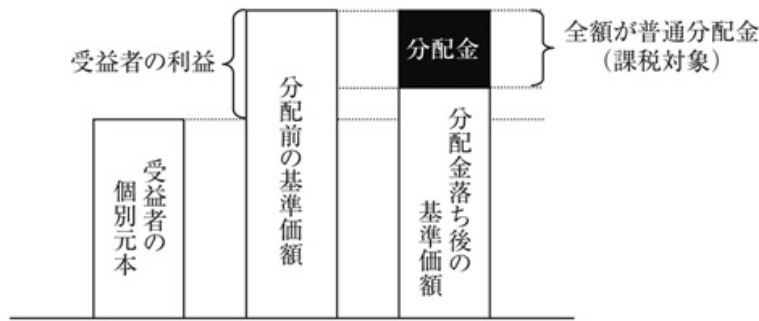 受益者の利益
分配金
全額が普通分配金
(課税対象)
受益者の
個別元本
分配前の基準価額
分配金落ち後の
基準価額